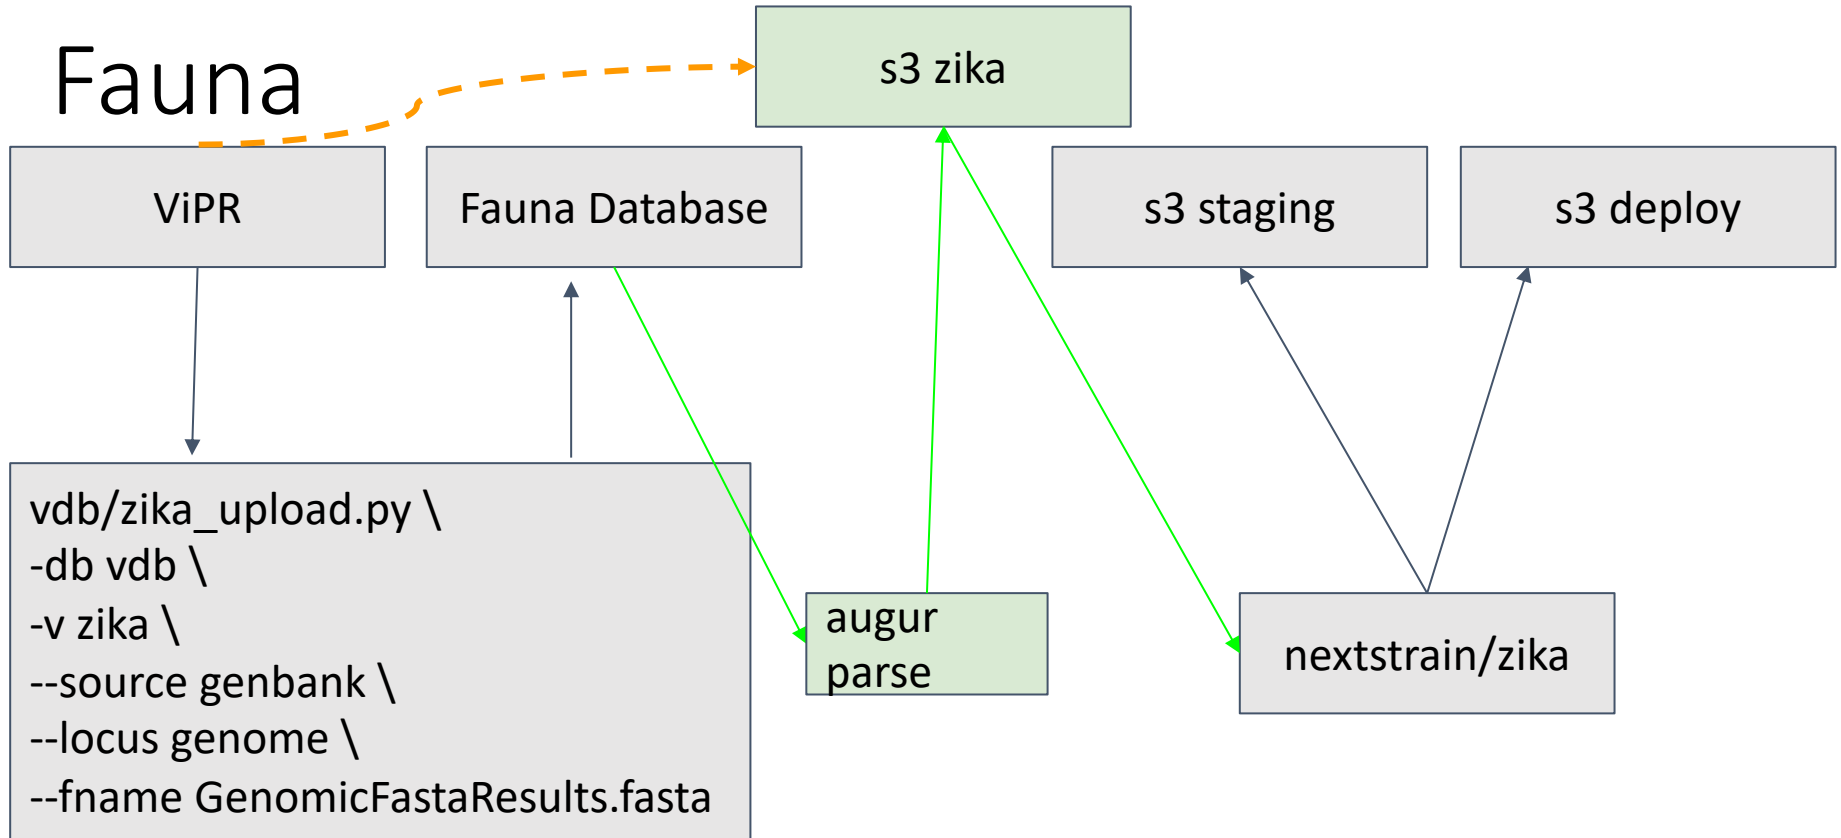 Fauna
s3 zika
ViPR
Fauna Database
s3 staging
s3 deploy
vdb/zika_upload.py \
-db vdb \
-v zika \
--source genbank \
--locus genome \
--fname GenomicFastaResults.fasta
augur
parse
nextstrain/zika